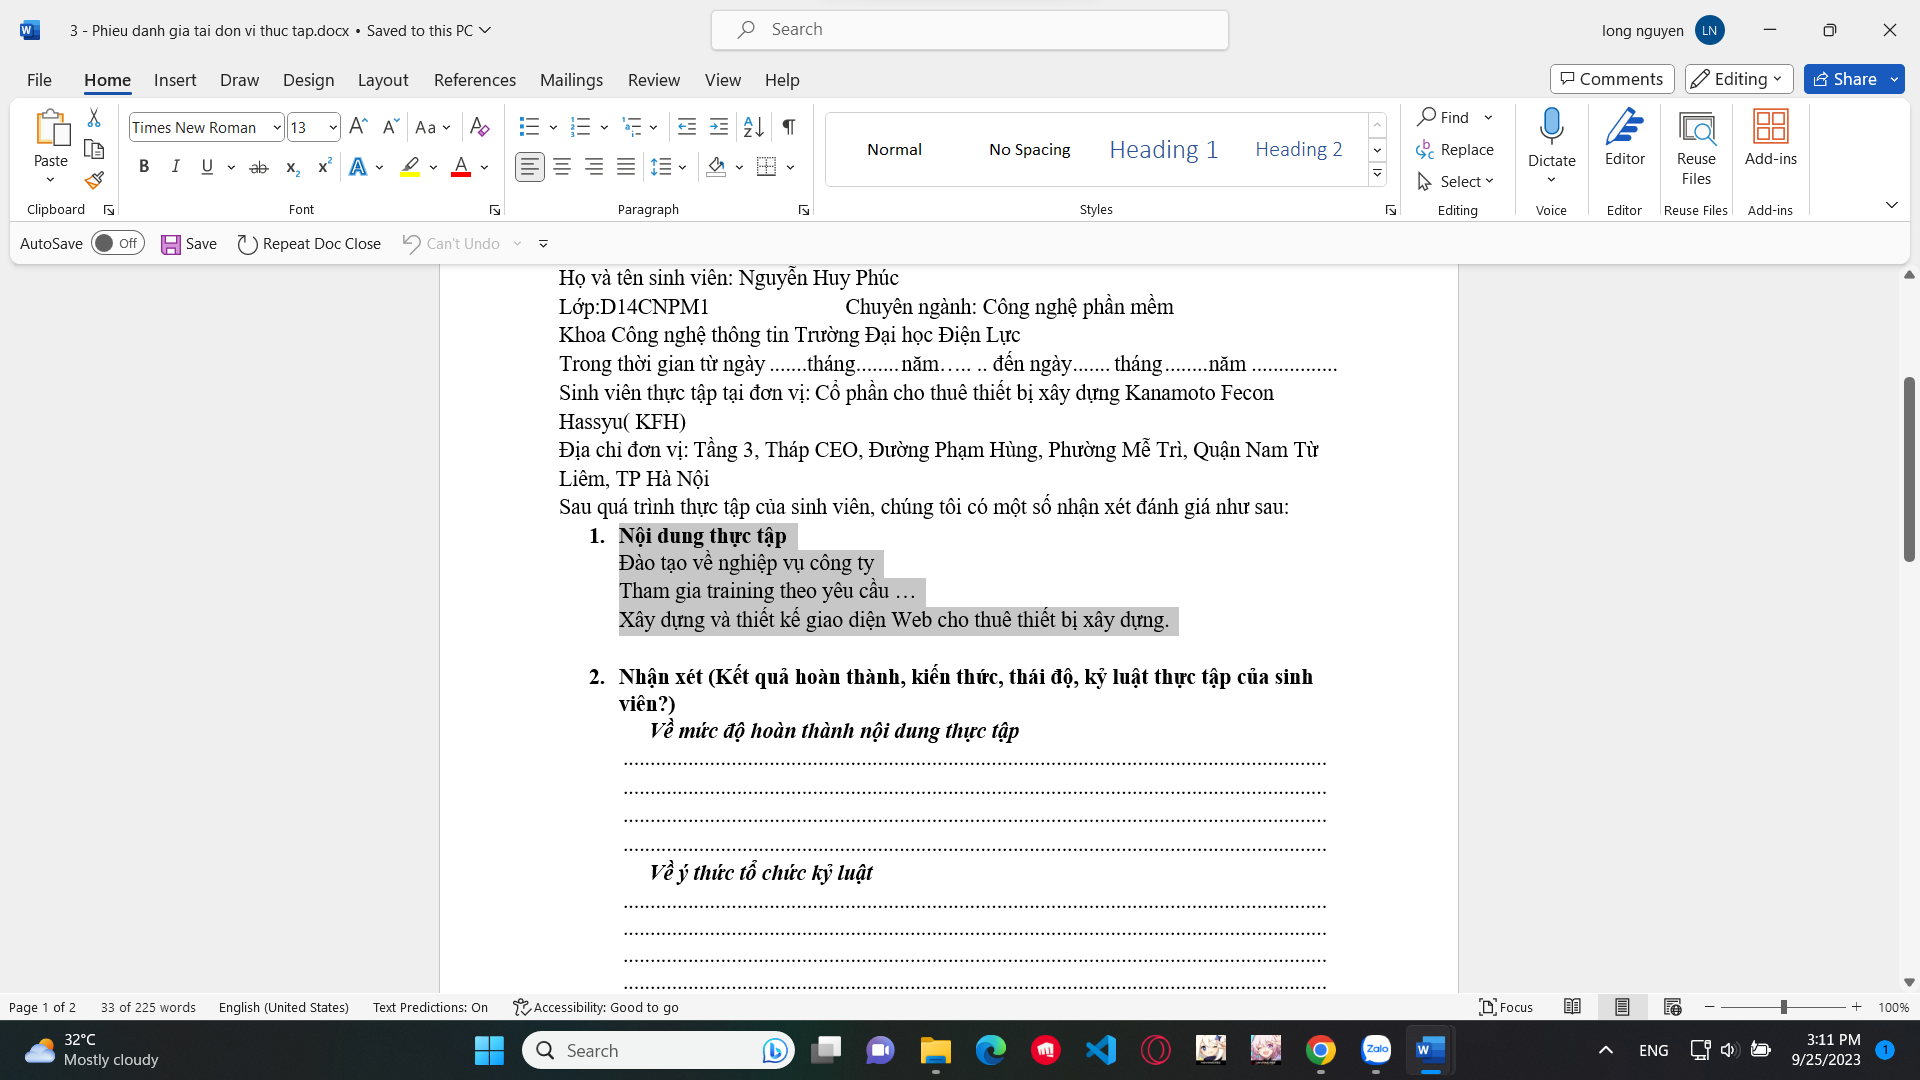 3 - Phieu danh gia tai don vi thuc tap.docx • Saved to this PC
Search
long nguyen
LN
File
Home
Insert
Draw
Design
Layout
References
Mailings
Review
View
Help
Comments
Editing
Share
Paste
Clipboard
Times New Roman
13
Aa
B I U ab x₂ x² A A
Font
Paragraph
Normal
No Spacing
Heading 1
Heading 2
Styles
Find
Replace
Select
Editing
Dictate
Voice
Editor
Editor
Reuse Files
Reuse Files
Add-ins
Add-ins
AutoSave
Off
Save
Repeat Doc Close
Can't Undo
Họ và tên sinh viên: Nguyễn Huy Phúc
Lớp:D14CNPM1 Chuyên ngành: Công nghệ phần mềm
Khoa Công nghệ thông tin Trường Đại học Điện Lực
Trong thời gian từ ngày .......tháng........năm…... .. đến ngày....... tháng........năm ................
Sinh viên thực tập tại đơn vị: Cổ phần cho thuê thiết bị xây dựng Kanamoto Fecon
Hassyu( KFH)
Địa chỉ đơn vị: Tầng 3, Tháp CEO, Đường Phạm Hùng, Phường Mễ Trì, Quận Nam Từ
Liêm, TP Hà Nội
Sau quá trình thực tập của sinh viên, chúng tôi có một số nhận xét đánh giá như sau:
1. Nội dung thực tập
Đào tạo về nghiệp vụ công ty
Tham gia training theo yêu cầu …
Xây dựng và thiết kế giao diện Web cho thuê thiết bị xây dựng.
2. Nhận xét (Kết quả hoàn thành, kiến thức, thái độ, kỷ luật thực tập của sinh
viên?)
Về mức độ hoàn thành nội dung thực tập
Về ý thức tổ chức kỷ luật
Page 1 of 2
33 of 225 words
English (United States)
Text Predictions: On
Accessibility: Good to go
Focus
100%
32°C
Mostly cloudy
Search
Zalo
ENG
3:11 PM
9/25/2023
1